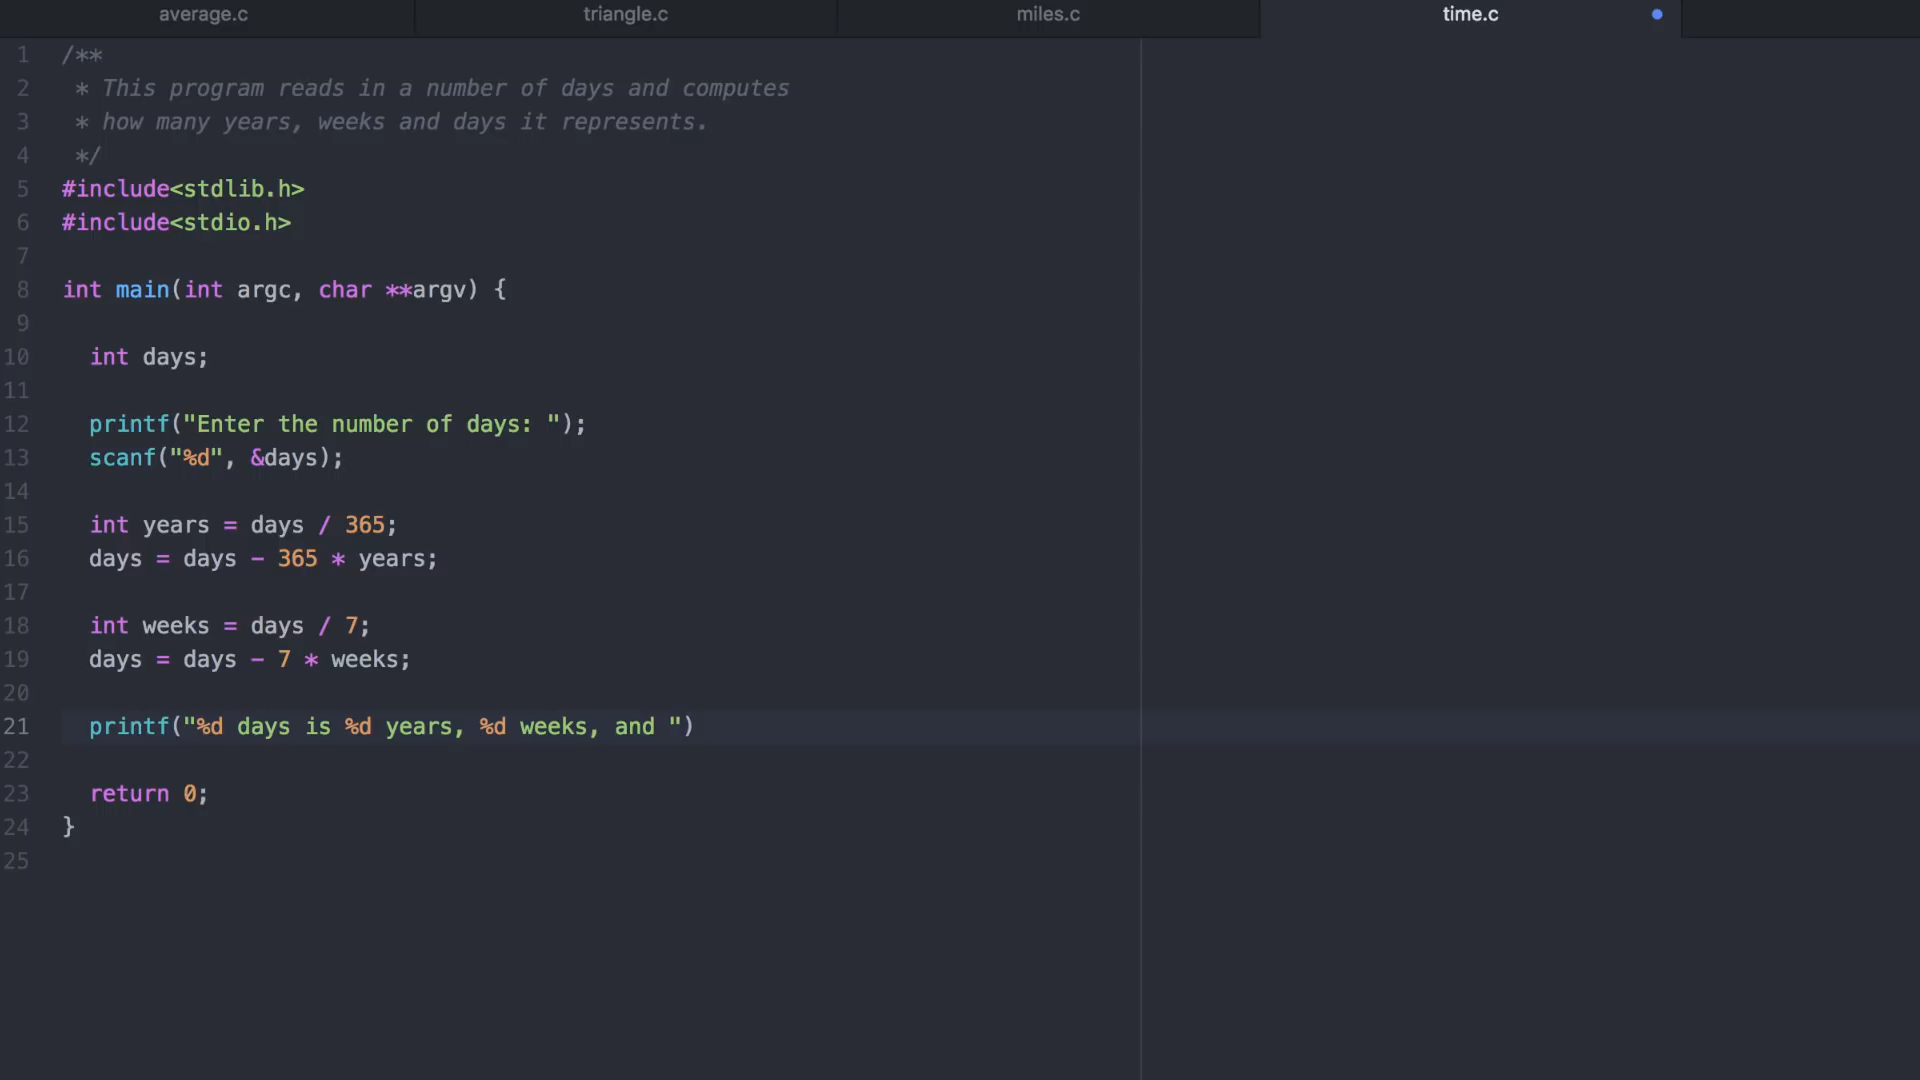 average.c triangle.c miles.c time.c
1 /**
2  * This program reads in a number of days and computes
3  * how many years, weeks and days it represents.
4  */
5 #include<stdlib.h>
6 #include<stdio.h>
7
8 int main(int argc, char **argv) {
9
10   int days;
11
12   printf("Enter the number of days: ");
13   scanf("%d", &days);
14
15   int years = days / 365;
16   days = days - 365 * years;
17
18   int weeks = days / 7;
19   days = days - 7 * weeks;
20
21   printf("%d days is %d years, %d weeks, and ")
22
23   return 0;
24 }
25